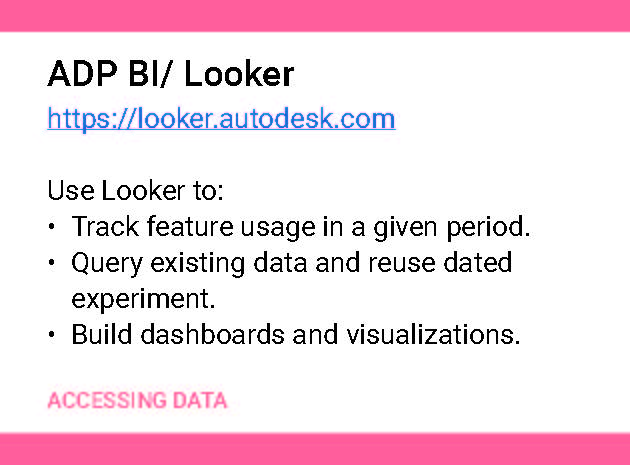 ADP BI/ Looker
https://looker.autodesk.com
Use Looker to:
• Track feature usage in a given period.
• Query existing data and reuse dated
experiment.
• Build dashboards and visualizations.
ACCESSING DATA